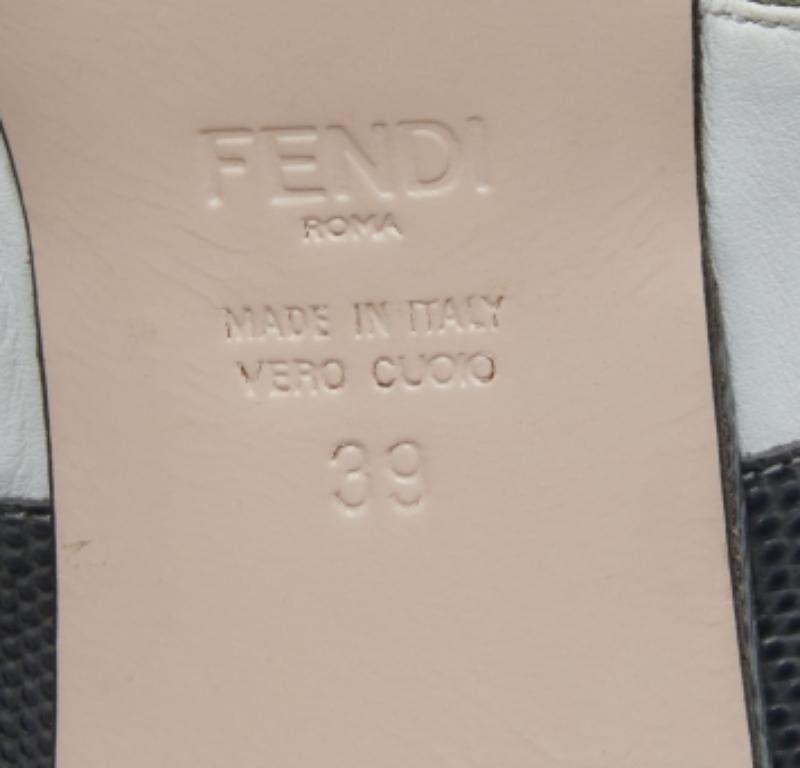 FENDI
ROMA
MADE IN ITALY
VERO CUOIO
39